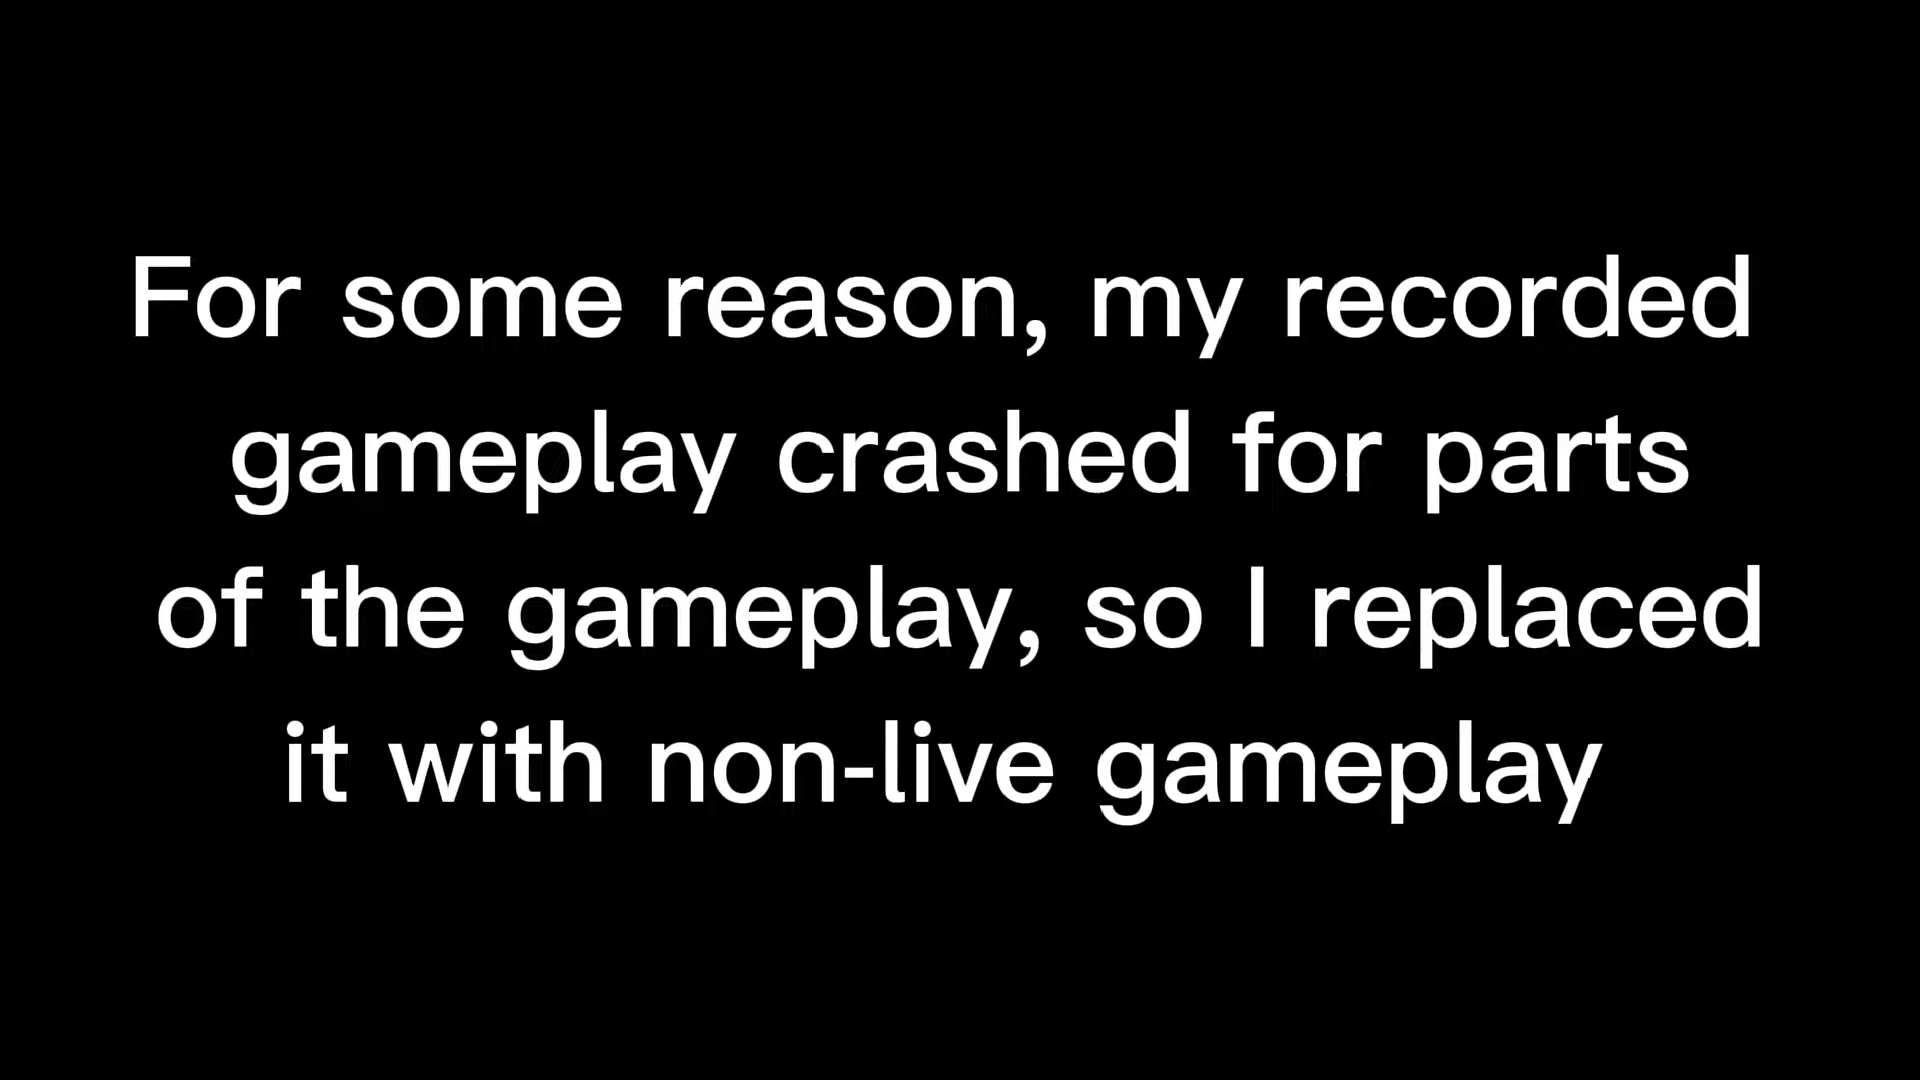 For some reason, my recorded
gameplay crashed for parts
of the gameplay, so I replaced
it with non-live gameplay